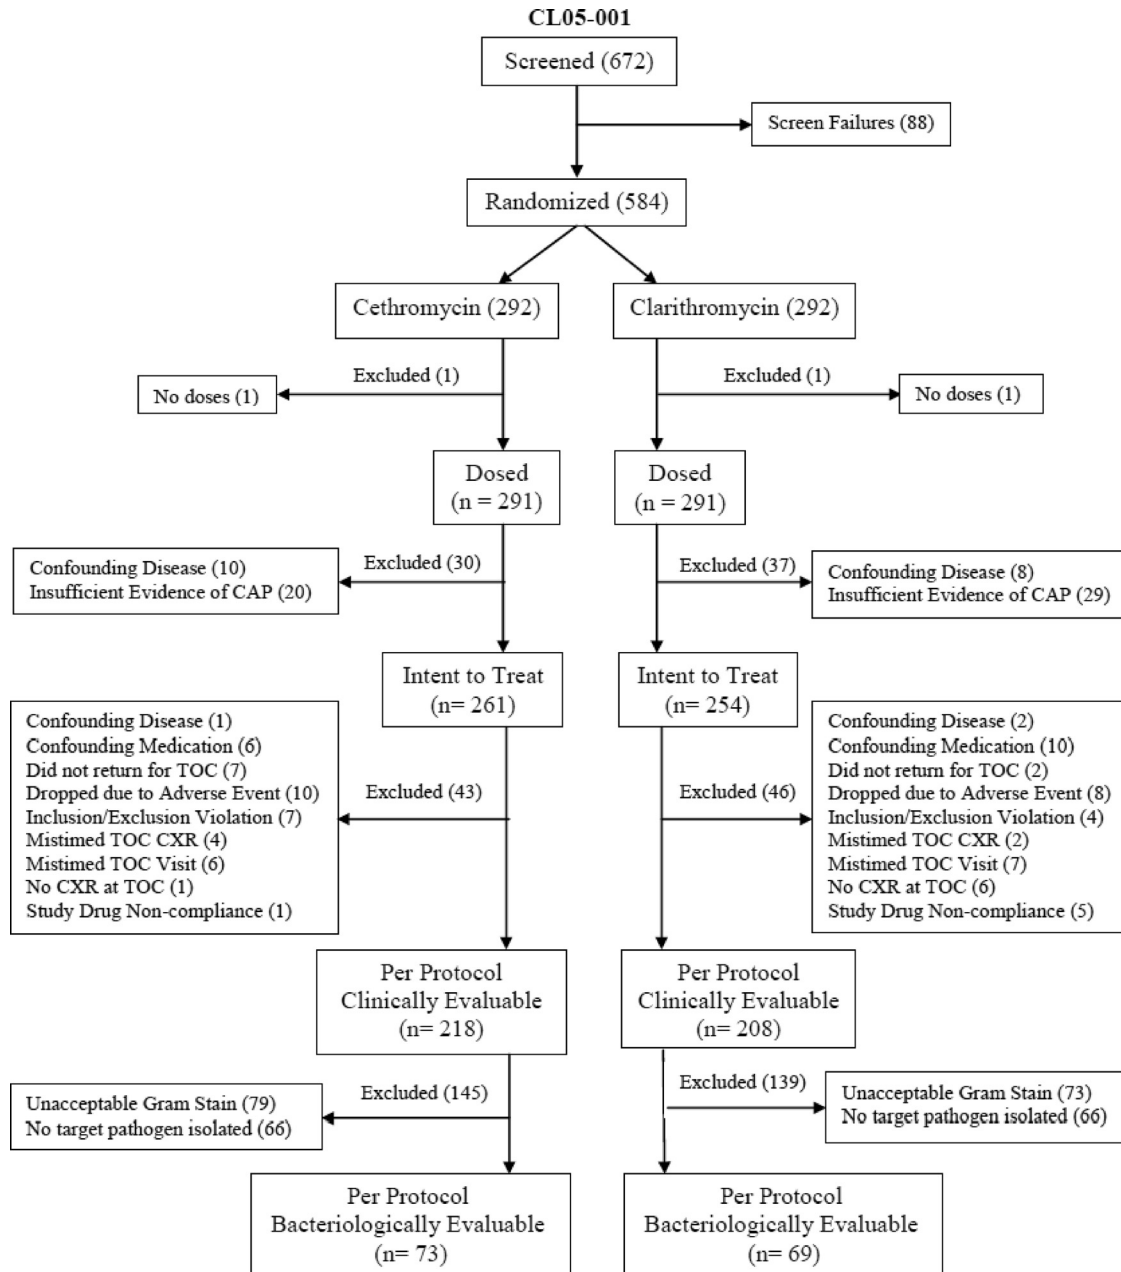 CL05-001
Screened (672)
Screen Failures (88)
Randomized (584)
Cethromycin (292)
Clarithromycin (292)
Excluded (1)
Excluded (1)
No doses (1)
No doses (1)
Dosed
(n = 291)
Dosed
(n = 291)
Excluded (30)
Excluded (37)
Confounding Disease (10)
Insufficient Evidence of CAP (20)
Confounding Disease (8)
Insufficient Evidence of CAP (29)
Intent to Treat
(n= 261)
Intent to Treat
(n= 254)
Confounding Disease (1)
Confounding Medication (6)
Did not return for TOC (7)
Dropped due to Adverse Event (10)
Inclusion/Exclusion Violation (7)
Mistimed TOC CXR (4)
Mistimed TOC Visit (6)
No CXR at TOC (1)
Study Drug Non-compliance (1)
Excluded (43)
Excluded (46)
Confounding Disease (2)
Confounding Medication (10)
Did not return for TOC (2)
Dropped due to Adverse Event (8)
Inclusion/Exclusion Violation (4)
Mistimed TOC CXR (2)
Mistimed TOC Visit (7)
No CXR at TOC (6)
Study Drug Non-compliance (5)
Per Protocol
Clinically Evaluable
(n= 218)
Per Protocol
Clinically Evaluable
(n= 208)
Excluded (145)
Excluded (139)
Unacceptable Gram Stain (79)
No target pathogen isolated (66)
Unacceptable Gram Stain (73)
No target pathogen isolated (66)
Per Protocol
Bacteriologically Evaluable
(n= 73)
Per Protocol
Bacteriologically Evaluable
(n= 69)